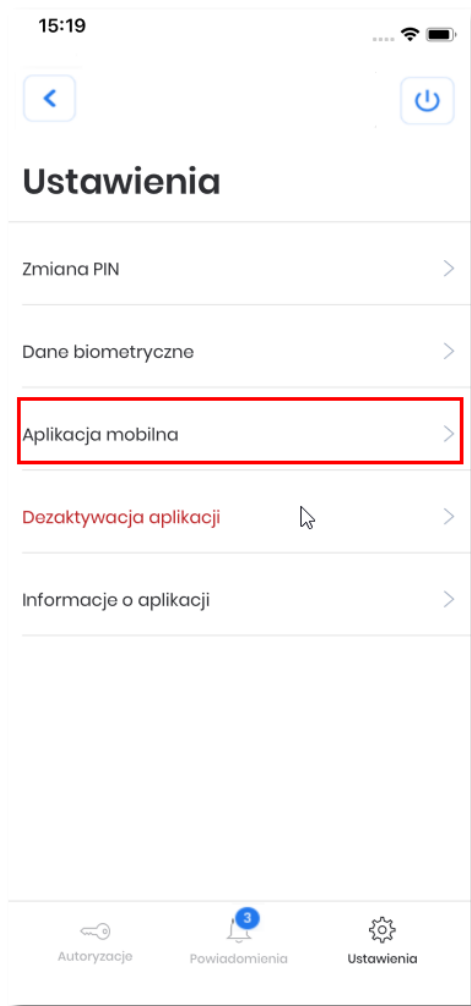 15:19
Ustawienia
Zmiana PIN
Dane biometryczne
Aplikacja mobilna
Dezaktywacja aplikacji
Informacje o aplikacji
3
Autoryzacje
Powiadomienia
Ustawienia